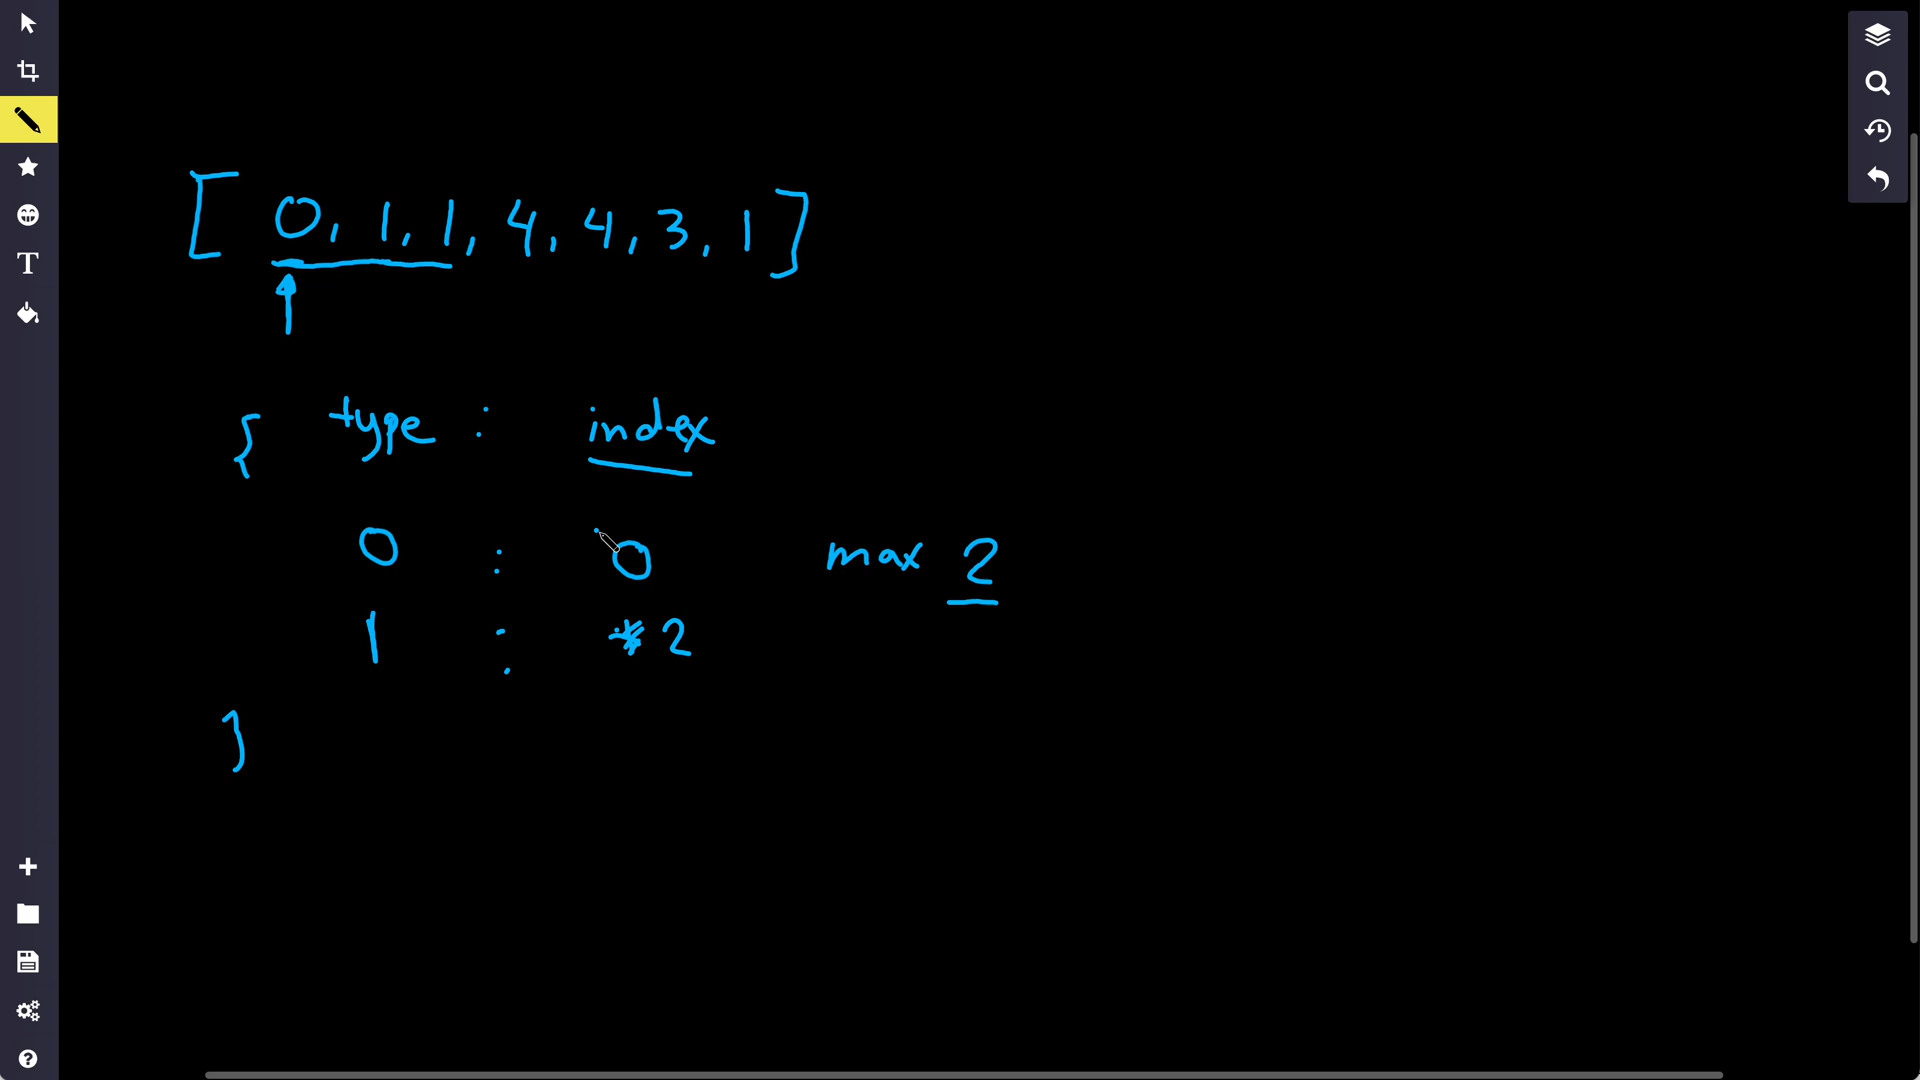 [ 0, 1, 1, 4, 4, 3, 1 ]
{ type : index
0 : 0 max 2
1 : 2
}
T
?